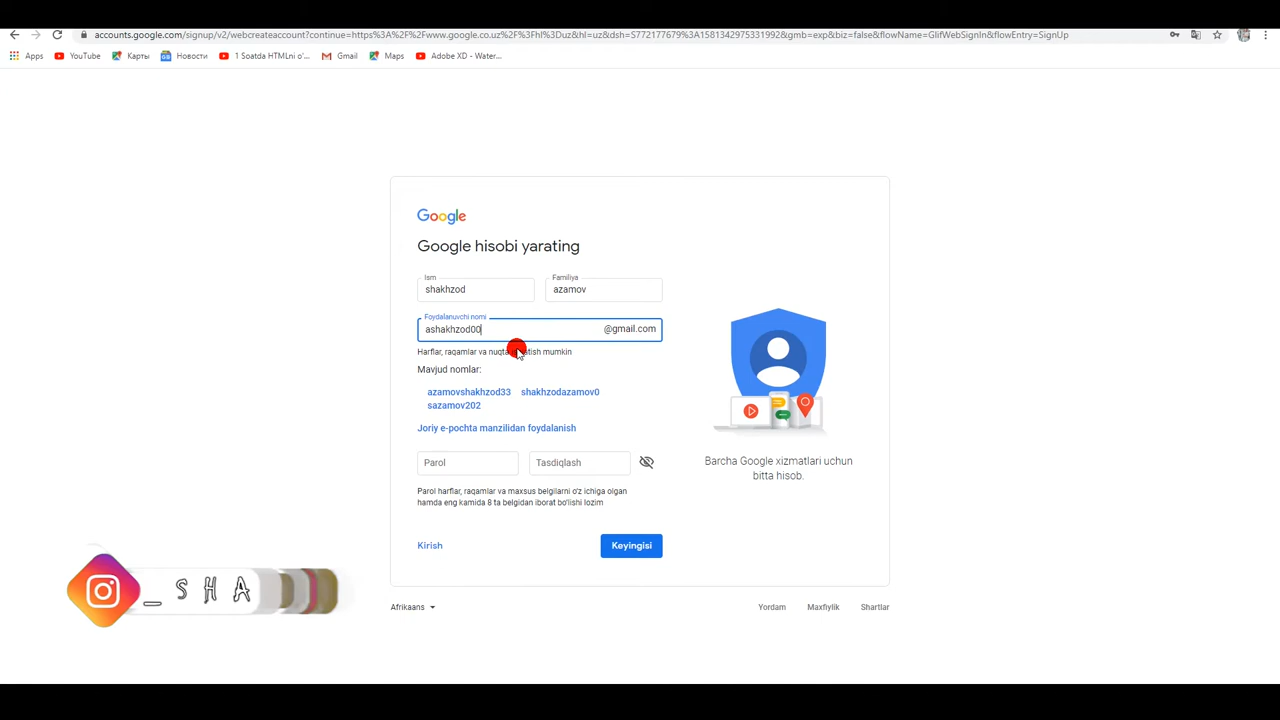 accounts.google.com/signup/v2/webcreateaccount?continue=https%3A%2F%2Fwww.google.co.uz%2F%3Fhl%3Duz&hl=uz&dsh=S772177679%3A1581342975331992&gmb=exp&biz=false&flowName=GlifWebSignIn&flowEntry=SignUp
Apps YouTube Карты Новости 1 Soatda HTMLni o'... Gmail Maps Adobe XD - Water...
Google
Google hisobi yarating
Ism Familiya
shakhzod azamov
Foydalanuvchi nomi
ashakhzod00 @gmail.com
Harflar, raqamlar va nuqta mumkin
Mavjud nomlar:
azamovshakhzod33 shakhzodazamov0
sazamov202
Joriy e-pochta manzilidan foydalanish
Parol Tasdiqlash
Barcha Google xizmatlari uchun
bitta hisob.
Parol harflar, raqamlar va maxsus belgilarni o'z ichiga olgan
hamda eng kamida 8 ta belgidan iborat bo'lishi lozim
Kirish Keyingisi
_ S H A
Afrikaans Yordam Maxfiylik Shartlar